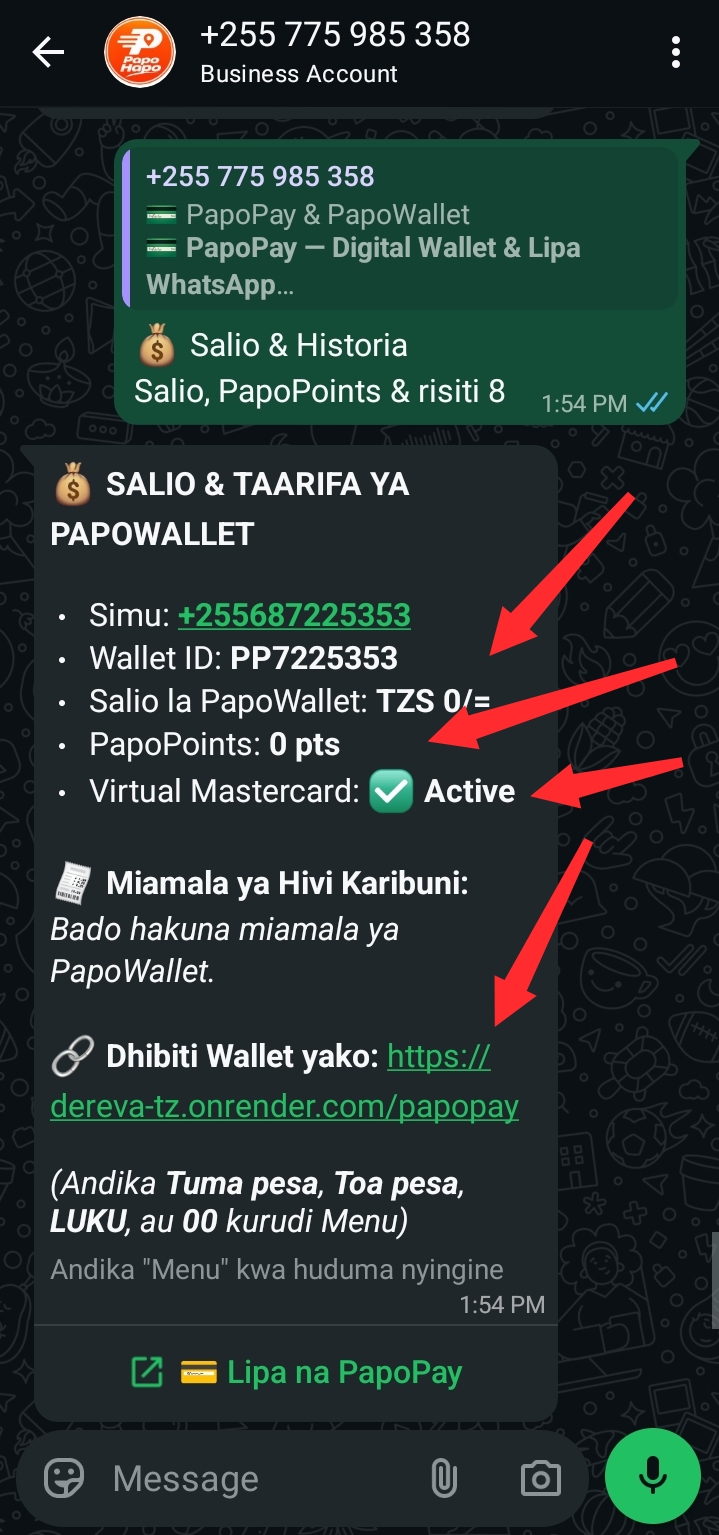 +255 775 985 358
Papo
Hapo
Business Account
+255 775 985 358
💳 PapoPay & PapoWallet
💳 PapoPay — Digital Wallet & Lipa
WhatsApp...
💰 Salio & Historia
Salio, PapoPoints & risiti 8
1:54 PM
💰 SALIO & TAARIFA YA
PAPOWALLET
• Simu: +255687225353
• Wallet ID: PP7225353
• Salio la PapoWallet: TZS 0/=
• PapoPoints: 0 pts
• Virtual Mastercard: ✅ Active
🧾 Miamala ya Hivi Karibuni:
Bado hakuna miamala ya
PapoWallet.
🔗 Dhibiti Wallet yako: https://
dereva-tz.onrender.com/papopay
(Andika Tuma pesa, Toa pesa,
LUKU, au 00 kurudi Menu)
Andika "Menu" kwa huduma nyingine
1:54 PM
💳 Lipa na PapoPay
Message